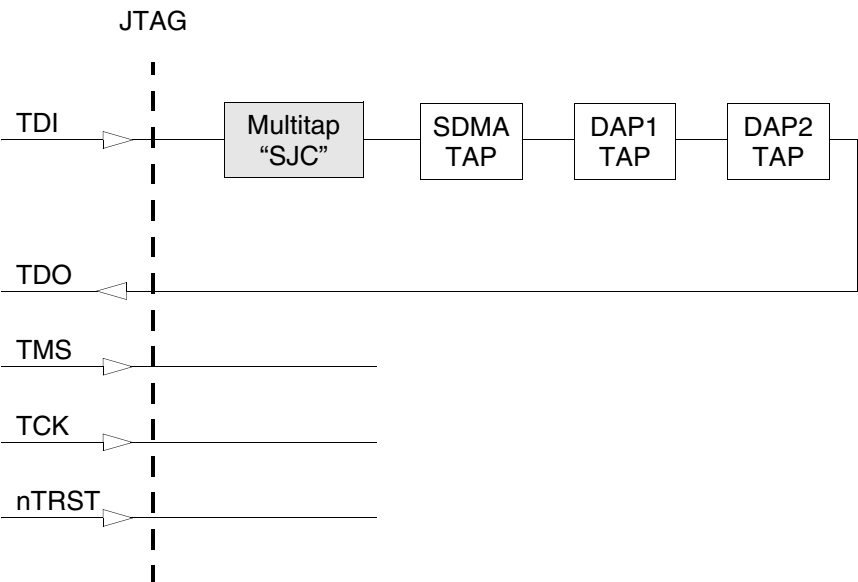 JTAG
TDI
Multitap
“SJC”
SDMA
TAP
DAP1
TAP
DAP2
TAP
TDO
TMS
TCK
nTRST